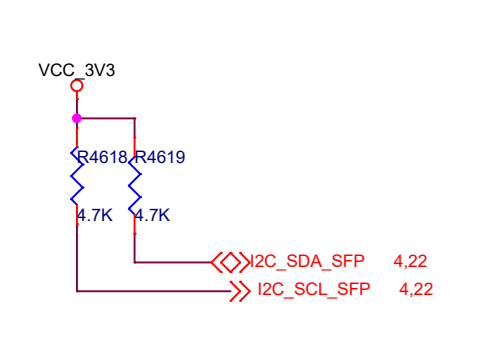 VCC_3V3
R4618 R4619
4.7K 4.7K
I2C_SDA_SFP 4,22
I2C_SCL_SFP 4,22